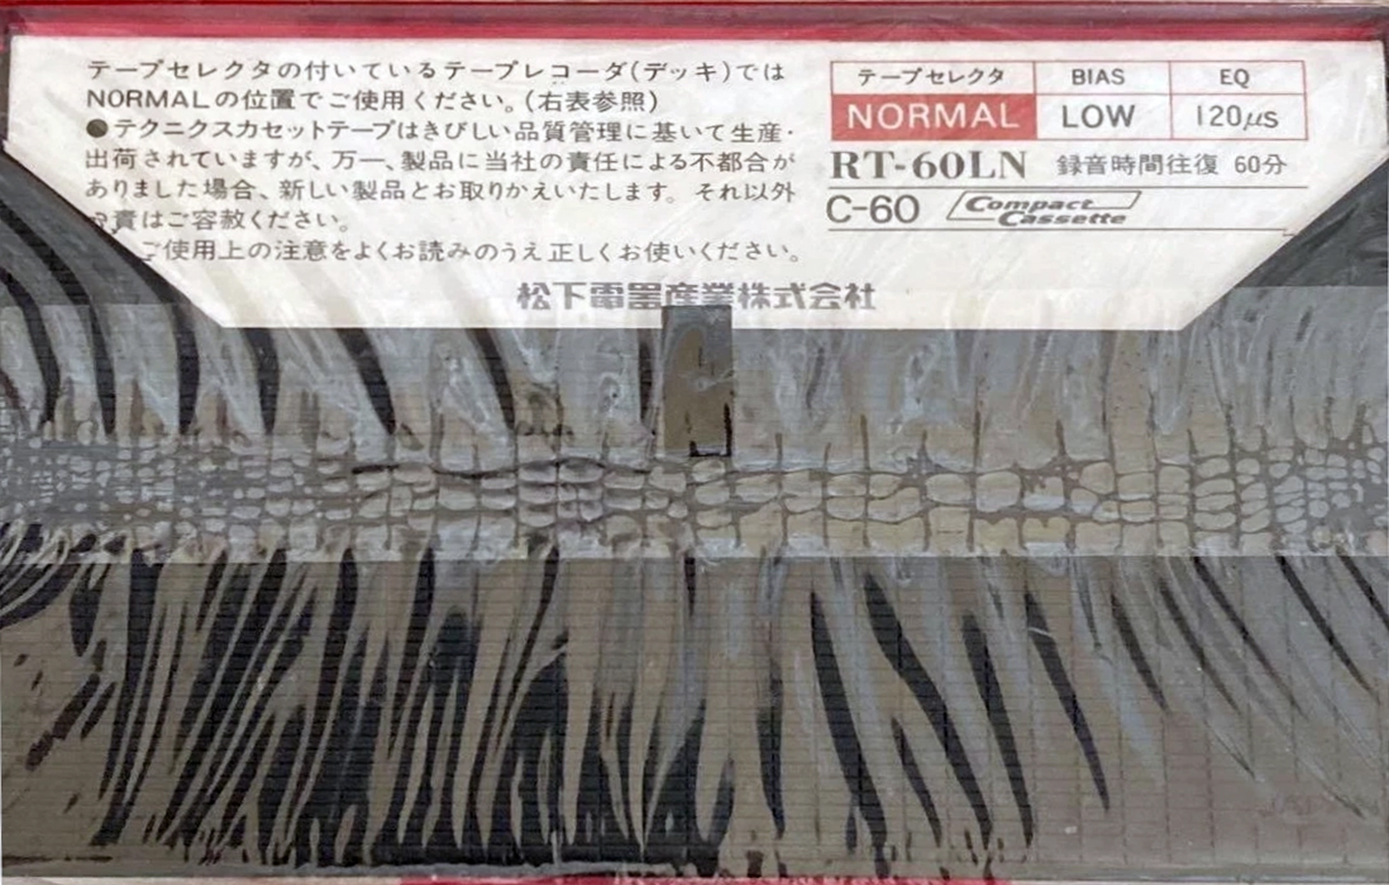 テープセレクタの付いているテープレコーダ(デッキ)では
NORMALの位置でご使用ください。(右表参照)
●テクニクスカセットテープはきびしい品質管理に基いて生産・
出荷されていますが、万一、製品に当社の責任による不都合が
ありました場合、新しい製品とお取りかえいたします。それ以外
責はご容赦ください。
ご使用上の注意をよくお読みのうえ正しくお使いください。
テープセレクタ BIAS EQ
NORMAL LOW 120μs
RT-60LN 録音時間往復 60分
C-60 Compact Cassette
松下電器産業株式会社